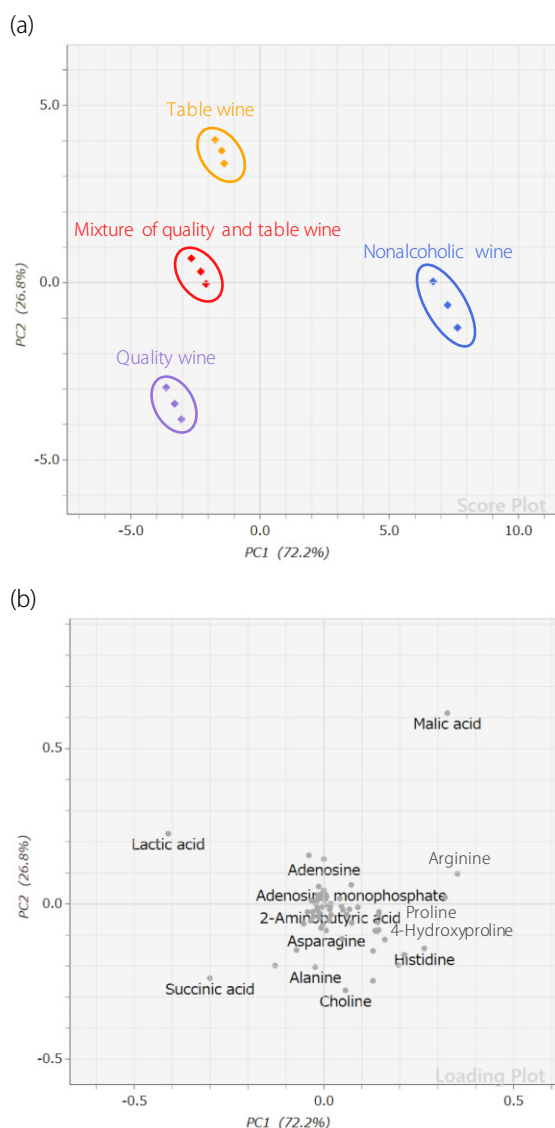 (a)
5.0
0.0
-5.0
PC2 (26.8%)
Table wine
Mixture of quality and table wine
Nonalcoholic wine
Quality wine
Score Plot
-5.0 0.0 5.0 10.0
PC1 (72.2%)
(b)
0.5
0.0
-0.5
PC2 (26.8%)
Malic acid
Lactic acid
Arginine
Adenosine
Adenosine monophosphate
Proline
2-Aminobutyric acid
4-Hydroxyproline
Asparagine
Histidine
Alanine
Succinic acid
Choline
Loading Plot
-0.5 0.0 0.5
PC1 (72.2%)